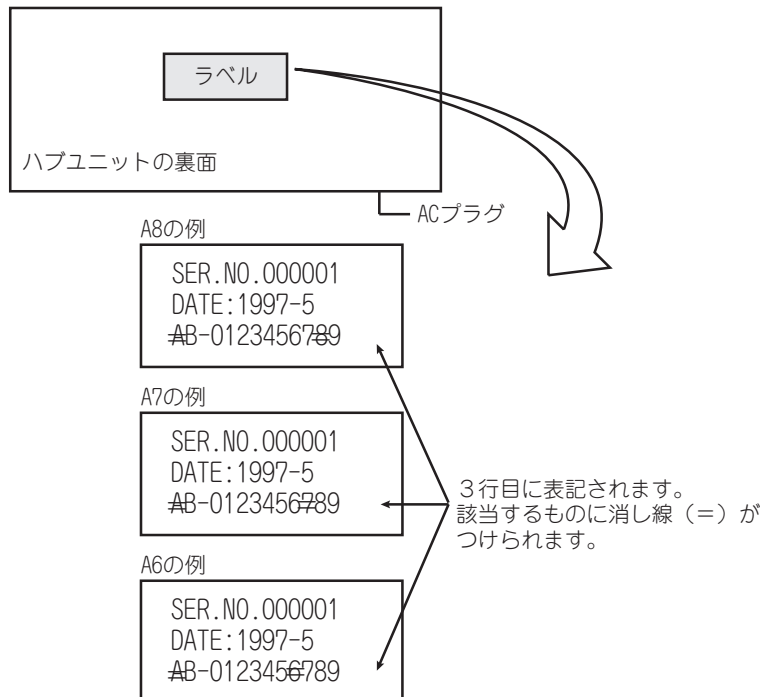 ラベル
ハブユニットの裏面
ACプラグ
A8の例
SER.NO.000001
DATE:1997-5
AB-0123456789
A7の例
SER.NO.000001
DATE:1997-5
AB-0123456789
3行目に表記されます。
該当するものに消し線（＝）が
つけられます。
A6の例
SER.NO.000001
DATE:1997-5
AB-0123456789